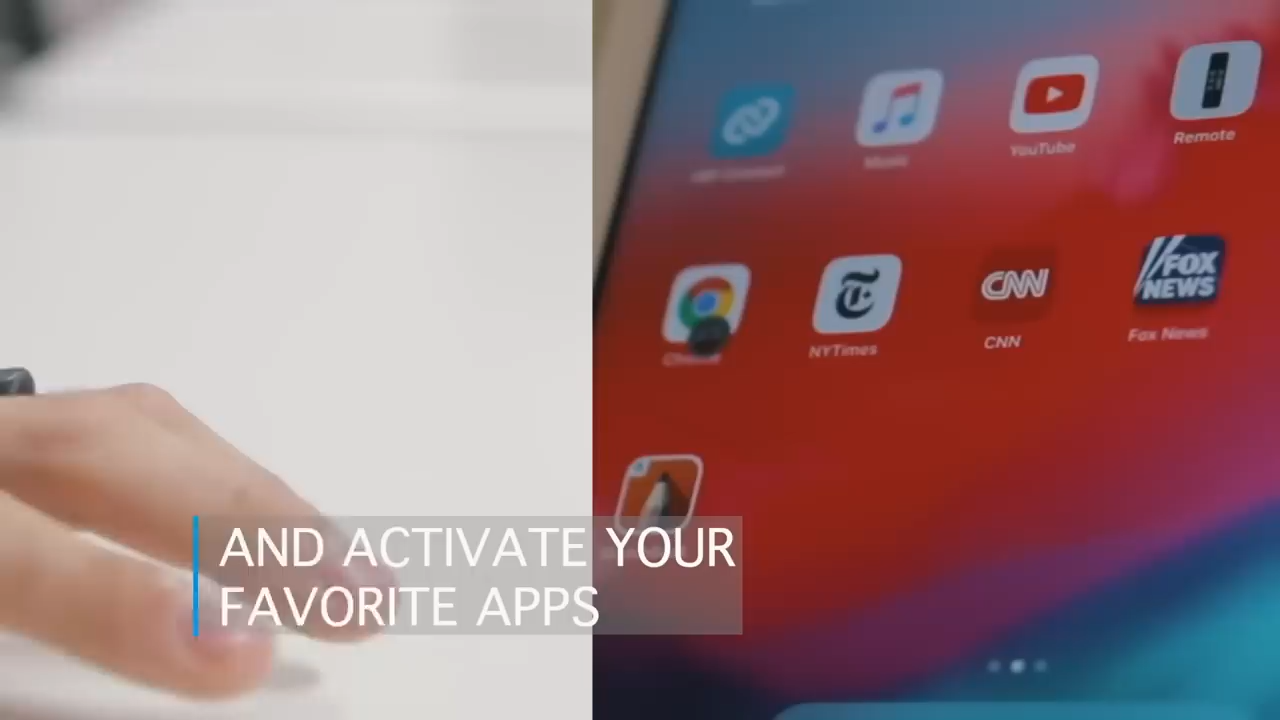 Music
YouTube
Remote
CNN
FOX
NEWS
NYTimes
CNN
Fox News
AND ACTIVATE YOUR
FAVORITE APPS